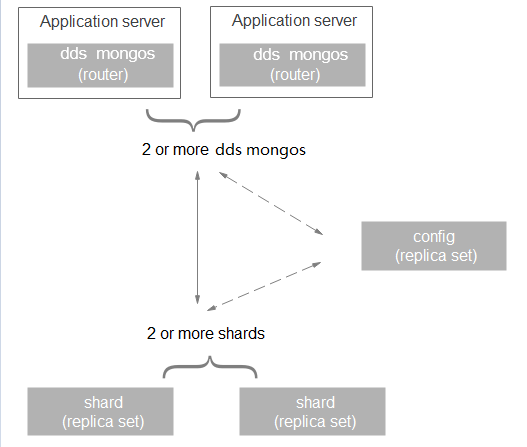 Application server
dds mongos
(router)
Application server
dds mongos
(router)
2 or more dds mongos
config
(replica set)
2 or more shards
shard
(replica set)
shard
(replica set)